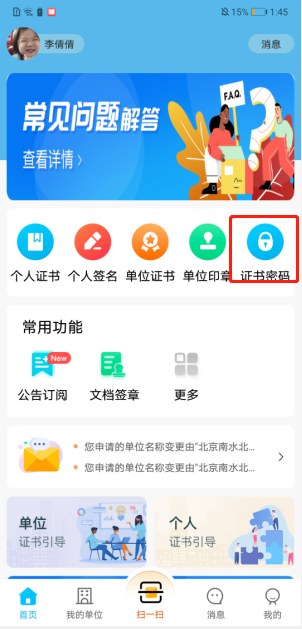 15% 1:45
李倩倩
消息
常见问题解答
F.A.Q.
查看详情
个人证书 个人签名 单位证书 单位印章 证书密码
常用功能
New
公告订阅 文档签章 更多
您申请的单位名称变更由"北京南水北...
您申请的单位名称变更由"北京南水北...
单位 个人
证书引导 证书引导
首页 我的单位 扫一扫 消息 我的